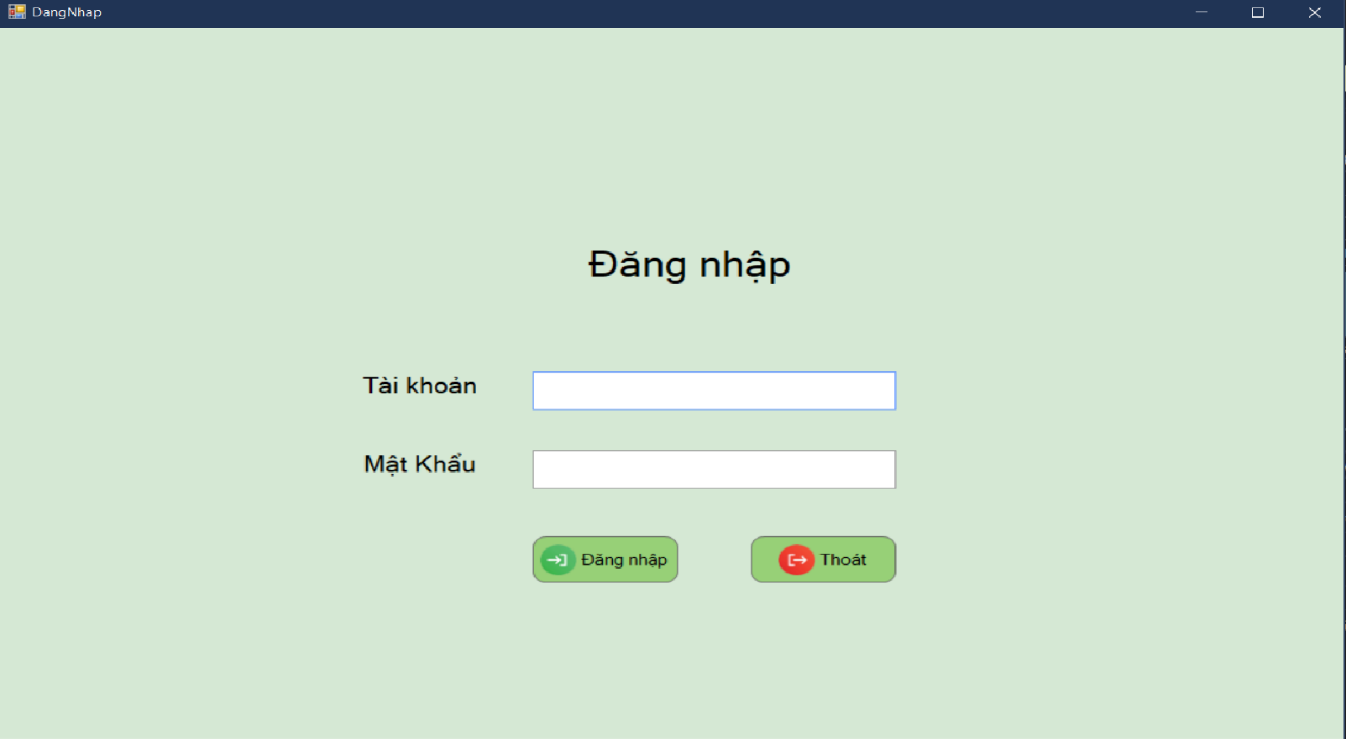 DangNhap
Đăng nhập
Tài khoản
Mật Khẩu
Đăng nhập
Thoát